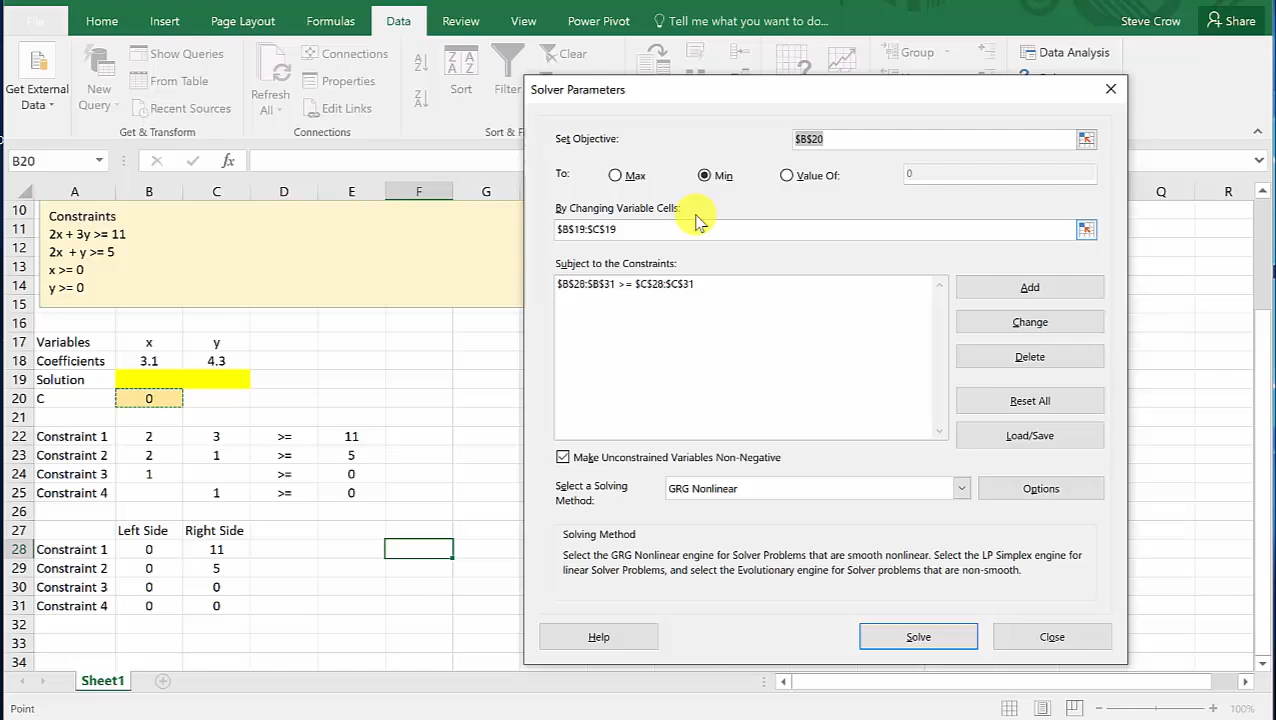 File Home Insert Page Layout Formulas Data Review View Power Pivot Tell me what you want to do... Steve Crow Share
Get External Data
New Query
Show Queries
From Table
Recent Sources
Get & Transform
Refresh All
Connections
Properties
Edit Links
Connections
Sort
Filter
Clear
Sort &
Group
Data Analysis
B20 fx
A B C D E F G Q R
10 Constraints
11 2x + 3y >= 11
12 2x + y >= 5
13 x >= 0
14 y >= 0
15
16
17 Variables x y
18 Coefficients 3.1 4.3
19 Solution
20 C 0
21
22 Constraint 1 2 3 >= 11
23 Constraint 2 2 1 >= 5
24 Constraint 3 1 >= 0
25 Constraint 4 1 >= 0
26
27 Left Side Right Side
28 Constraint 1 0 11
29 Constraint 2 0 5
30 Constraint 3 0 0
31 Constraint 4 0 0
32
33
34
Sheet1
Point
100%
Solver Parameters
Set Objective: $B$20
To: Max Min Value Of: 0
By Changing Variable Cells:
$B$19:$C$19
Subject to the Constraints:
$B$28:$B$31 >= $C$28:$C$31
Add
Change
Delete
Reset All
Load/Save
Make Unconstrained Variables Non-Negative
Select a Solving Method: GRG Nonlinear Options
Solving Method
Select the GRG Nonlinear engine for Solver Problems that are smooth nonlinear. Select the LP Simplex engine for
linear Solver Problems, and select the Evolutionary engine for Solver problems that are non-smooth.
Help Solve Close